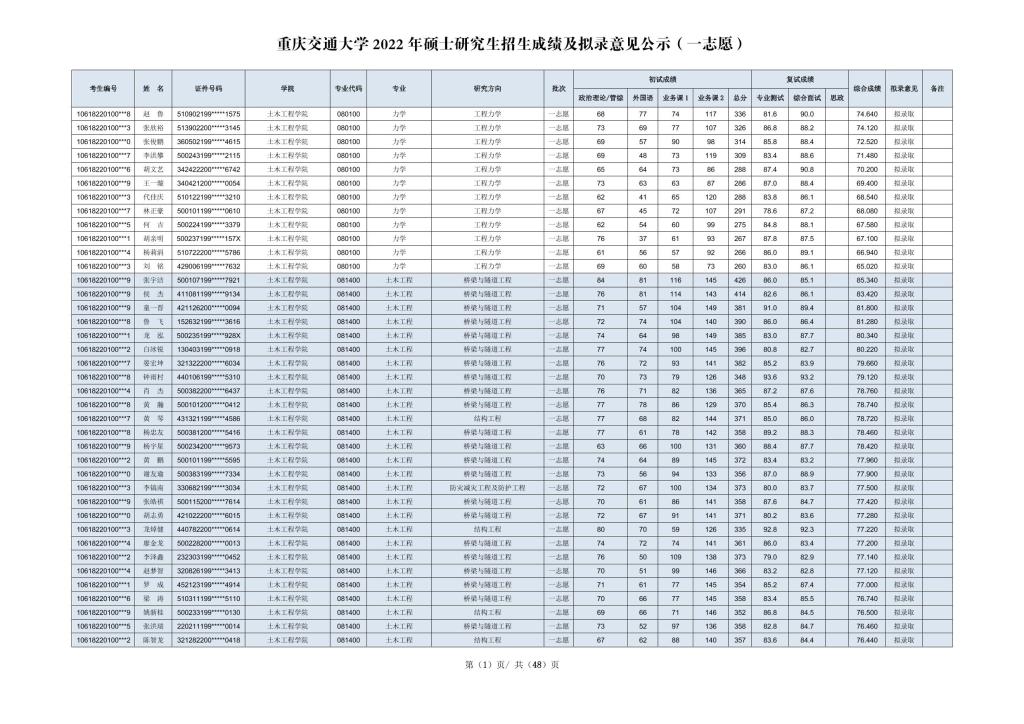 重庆交通大学 2022 年硕士研究生招生成绩及拟录意见公示（一志愿）
考生编号 姓 名 证件号码 学院 专业代码 专业 研究方向 批次 初试成绩 复试成绩 综合成绩 拟录意见 备注
政治理论/管综 外国语 业务课1 业务课2 总分 专业测试 综合面试 思政
10618220100***8 赵 鲁 510902199*****1575 土木工程学院 080100 力学 工程力学 一志愿 68 77 74 117 336 81.6 90.0 74.640 拟录取
10618220100***3 张欣裕 513902200*****3145 土木工程学院 080100 力学 工程力学 一志愿 73 69 77 107 326 86.8 88.2 74.120 拟录取
10618220100***0 张悦鹏 360502199*****4615 土木工程学院 080100 力学 工程力学 一志愿 69 57 90 98 314 85.8 88.4 72.520 拟录取
10618220100***7 李洪攀 500243199*****2115 土木工程学院 080100 力学 工程力学 一志愿 69 48 73 119 309 83.4 88.6 71.480 拟录取
10618220100***6 胡文艺 342422200*****6742 土木工程学院 080100 力学 工程力学 一志愿 65 64 73 86 288 87.4 90.8 70.200 拟录取
10618220100***9 王一璇 340421200*****0054 土木工程学院 080100 力学 工程力学 一志愿 73 63 63 87 286 87.0 88.4 69.400 拟录取
10618220100***3 代佳庆 510122199*****3210 土木工程学院 080100 力学 工程力学 一志愿 62 41 65 120 288 83.8 86.1 68.540 拟录取
10618220100***7 林正豪 500101199*****0610 土木工程学院 080100 力学 工程力学 一志愿 67 45 72 107 291 78.6 87.2 68.080 拟录取
10618220100***5 何 吉 500224199*****3379 土木工程学院 080100 力学 工程力学 一志愿 62 54 60 99 275 84.8 88.1 67.580 拟录取
10618220100***1 胡亲明 500237199*****157X 土木工程学院 080100 力学 工程力学 一志愿 76 37 61 93 267 87.8 87.5 67.100 拟录取
10618220100***4 杨莉娟 510722200*****5786 土木工程学院 080100 力学 工程力学 一志愿 61 56 57 92 266 86.0 89.1 66.940 拟录取
10618220100***3 刘 铭 429006199*****7632 土木工程学院 080100 力学 工程力学 一志愿 69 60 58 73 260 83.0 86.1 65.020 拟录取
10618220100***9 张宇洁 500107199*****7921 土木工程学院 081400 土木工程 桥梁与隧道工程 一志愿 84 81 116 145 426 86.0 85.1 85.340 拟录取
10618220100***9 侯 杰 411081199*****9134 土木工程学院 081400 土木工程 桥梁与隧道工程 一志愿 76 81 114 143 414 82.6 86.1 83.420 拟录取
10618220100***9 童一晋 421126200*****0094 土木工程学院 081400 土木工程 桥梁与隧道工程 一志愿 71 57 104 149 381 91.0 89.4 81.800 拟录取
10618220100***8 鲁 飞 152632199*****3616 土木工程学院 081400 土木工程 桥梁与隧道工程 一志愿 72 74 104 140 390 86.0 86.4 81.280 拟录取
10618220100***1 龙 泓 500235199*****928X 土木工程学院 081400 土木工程 桥梁与隧道工程 一志愿 74 64 98 149 385 83.0 87.7 80.340 拟录取
10618220100***2 白冰锐 130403199*****0918 土木工程学院 081400 土木工程 桥梁与隧道工程 一志愿 77 74 100 145 396 80.8 82.7 80.220 拟录取
10618220100***7 晏宏坤 321322200*****6034 土木工程学院 081400 土木工程 桥梁与隧道工程 一志愿 76 72 93 141 382 85.2 83.9 79.660 拟录取
10618220100***8 钟雨村 440106199*****5310 土木工程学院 081400 土木工程 桥梁与隧道工程 一志愿 70 73 79 126 348 93.6 93.2 79.120 拟录取
10618220100***4 肖 杰 500382200*****6437 土木工程学院 081400 土木工程 桥梁与隧道工程 一志愿 76 71 82 136 365 87.2 87.6 78.760 拟录取
10618220100***8 黄 瀚 500101200*****0412 土木工程学院 081400 土木工程 桥梁与隧道工程 一志愿 77 78 86 129 370 85.4 86.3 78.740 拟录取
10618220100***7 黄 琴 431321199*****4586 土木工程学院 081400 土木工程 结构工程 一志愿 77 68 82 144 371 85.0 86.0 78.720 拟录取
10618220100***8 杨忠友 500381200*****5416 土木工程学院 081400 土木工程 桥梁与隧道工程 一志愿 77 61 78 142 358 89.2 88.3 78.460 拟录取
10618220100***9 杨宇星 500234200*****9573 土木工程学院 081400 土木工程 桥梁与隧道工程 一志愿 63 66 100 131 360 88.4 87.7 78.420 拟录取
10618220100***2 黄 鹏 500101199*****5595 土木工程学院 081400 土木工程 桥梁与隧道工程 一志愿 74 64 89 145 372 83.4 83.2 77.960 拟录取
10618220100***0 谢友瑜 500383199*****7334 土木工程学院 081400 土木工程 桥梁与隧道工程 一志愿 73 56 94 133 356 87.0 88.9 77.900 拟录取
10618220100***3 李镇南 330682199*****3034 土木工程学院 081400 土木工程 防灾减灾工程及防护工程 一志愿 72 67 100 134 373 80.0 83.7 77.500 拟录取
10618220100***9 张皓祺 500115200*****7614 土木工程学院 081400 土木工程 桥梁与隧道工程 一志愿 70 61 86 141 358 87.6 84.7 77.420 拟录取
10618220100***0 胡志勇 421022200*****6015 土木工程学院 081400 土木工程 桥梁与隧道工程 一志愿 72 67 91 141 371 80.2 83.6 77.280 拟录取
10618220100***3 龙焯健 440782200*****0614 土木工程学院 081400 土木工程 结构工程 一志愿 80 70 59 126 335 92.8 92.3 77.220 拟录取
10618220100***4 廖金龙 500228200*****0013 土木工程学院 081400 土木工程 桥梁与隧道工程 一志愿 74 72 74 141 361 86.0 83.4 77.200 拟录取
10618220100***2 李泽鑫 232303199*****0452 土木工程学院 081400 土木工程 桥梁与隧道工程 一志愿 76 50 109 138 373 79.0 82.9 77.140 拟录取
10618220100***4 赵梦智 320826199*****3413 土木工程学院 081400 土木工程 桥梁与隧道工程 一志愿 70 51 99 146 366 83.2 82.8 77.120 拟录取
10618220100***1 罗 成 452123199*****4914 土木工程学院 081400 土木工程 桥梁与隧道工程 一志愿 71 61 77 145 354 85.2 87.4 77.000 拟录取
10618220100***6 梁 涛 510311199*****5110 土木工程学院 081400 土木工程 桥梁与隧道工程 一志愿 70 66 77 145 358 83.4 85.5 76.740 拟录取
10618220100***9 姚新桂 500233199*****0130 土木工程学院 081400 土木工程 结构工程 一志愿 69 66 71 146 352 86.8 84.5 76.500 拟录取
10618220100***5 张洪瑞 220211199*****0014 土木工程学院 081400 土木工程 桥梁与隧道工程 一志愿 73 52 97 136 358 82.8 84.7 76.460 拟录取
10618220100***2 陈智龙 321282200*****0418 土木工程学院 081400 土木工程 结构工程 一志愿 67 62 88 140 357 83.6 84.4 76.440 拟录取
第（1）页/ 共（48）页